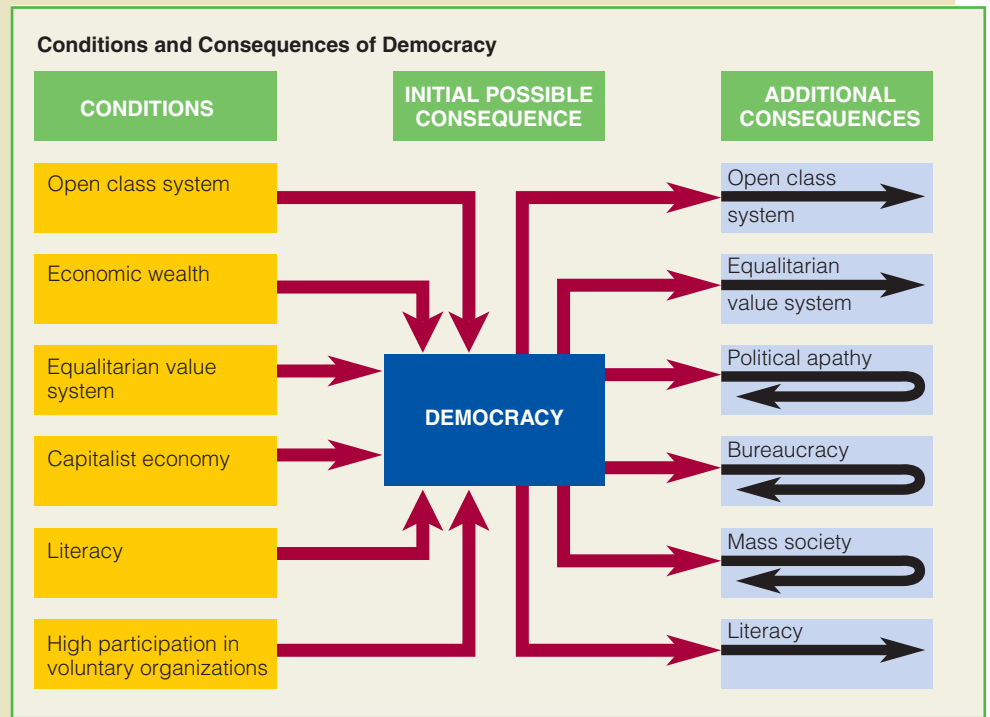 Conditions and Consequences of Democracy
CONDITIONS
INITIAL POSSIBLE
CONSEQUENCE
ADDITIONAL
CONSEQUENCES
Open class system
Economic wealth
Equalitarian value
system
Capitalist economy
Literacy
High participation in
voluntary organizations
DEMOCRACY
Open class
system
Equalitarian
value system
Political apathy
Bureaucracy
Mass society
Literacy